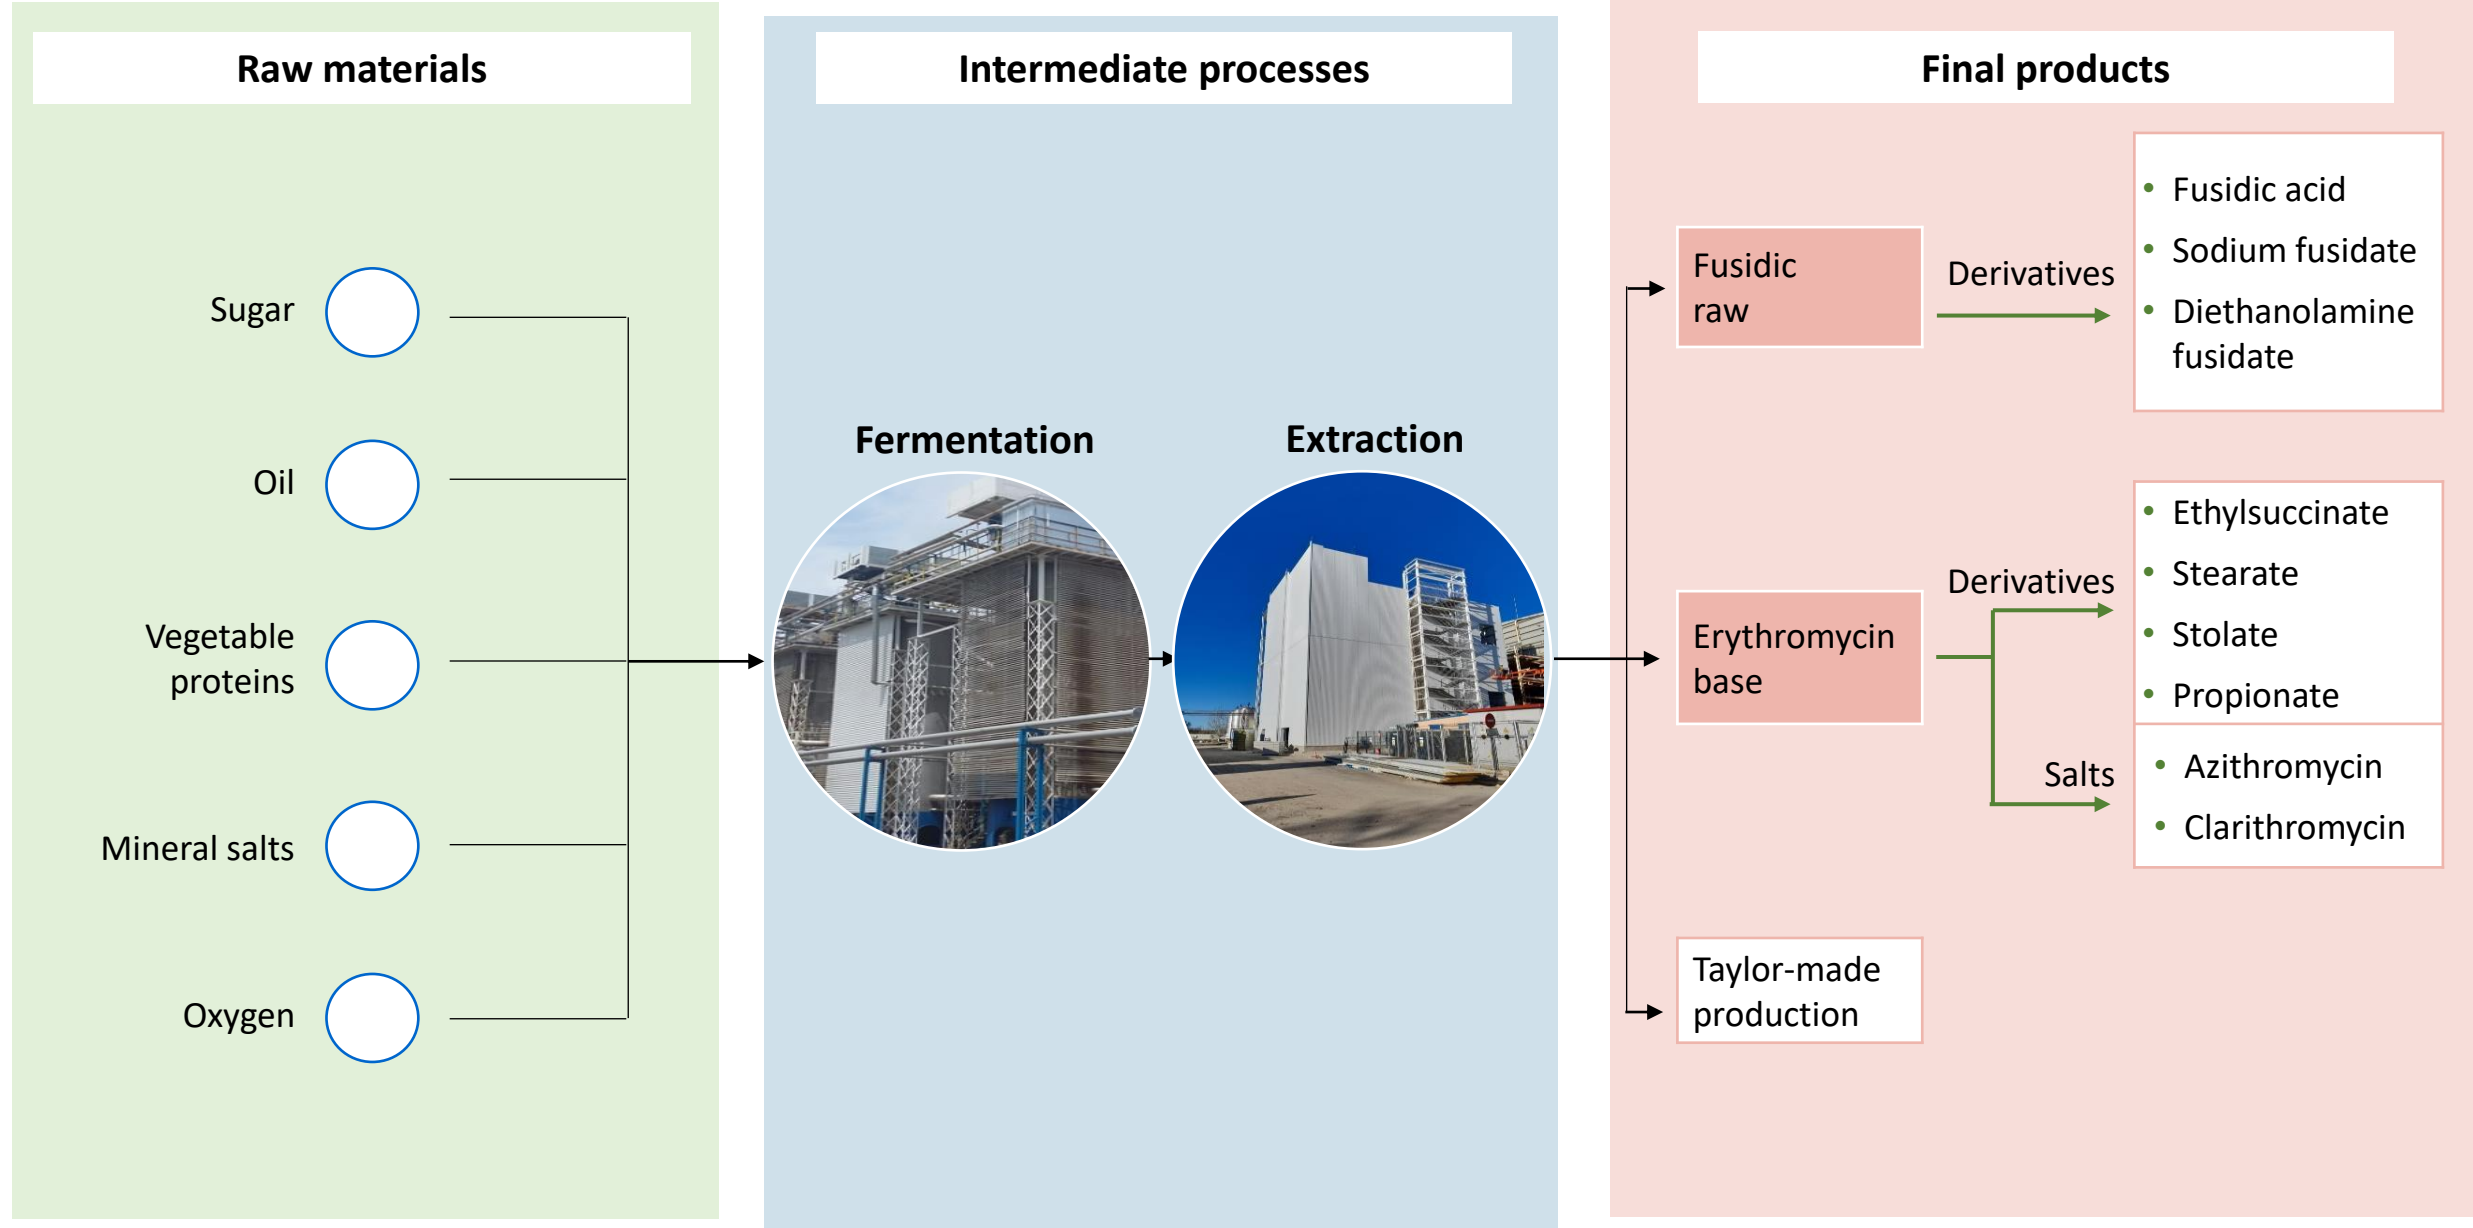 Raw materials
Sugar
Oil
Vegetable
proteins
Mineral salts
Oxygen
Intermediate processes
Fermentation
Extraction
Final products
Fusidic
raw
Derivatives
• Fusidic acid
• Sodium fusidate
• Diethanolamine
fusidate
Erythromycin
base
Derivatives
• Ethylsuccinate
• Stearate
• Stolate
• Propionate
Salts
• Azithromycin
• Clarithromycin
Taylor-made
production